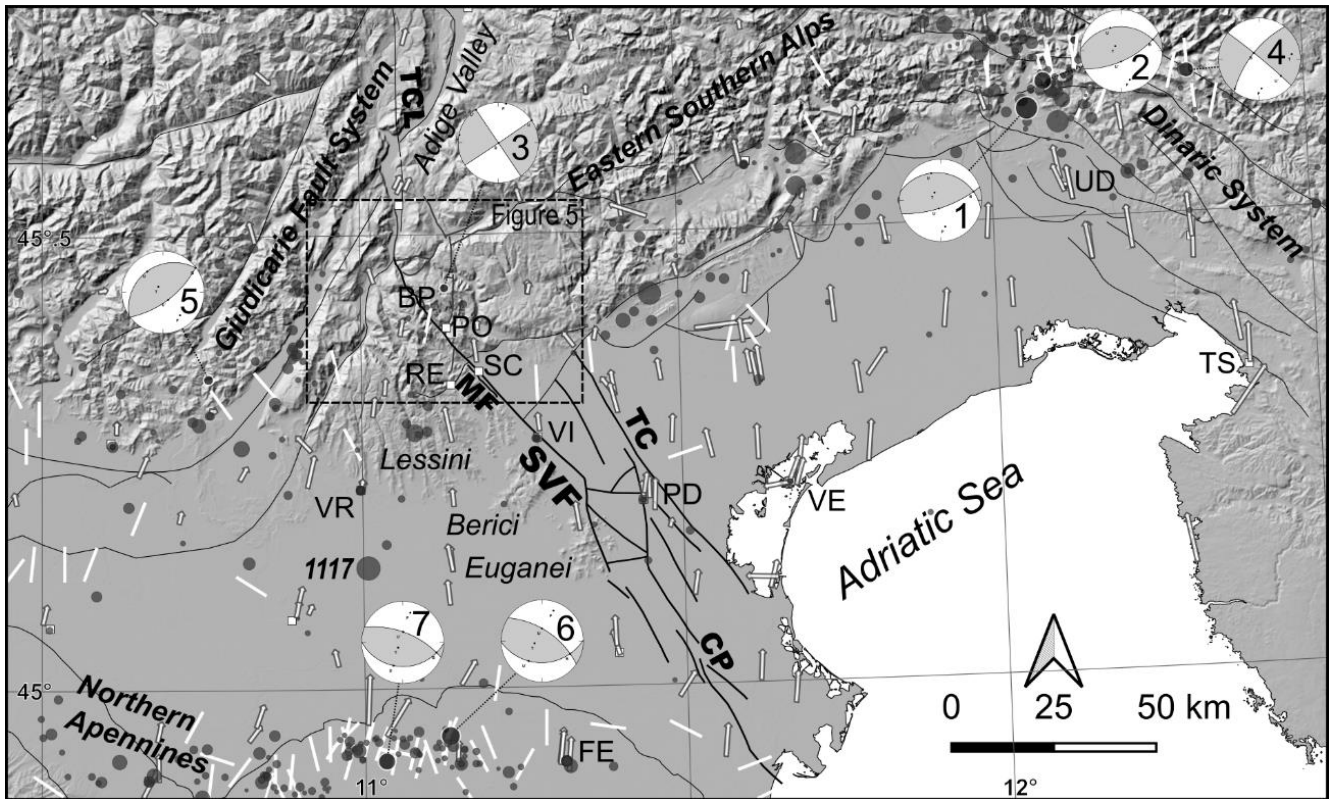 2
4
TCL
Adige Valley
Eastern Southern Alps
3
Dinaric System
Giudicarie Fault System
UD
1
Figure 5
45°.5
5
BP
PO
RE
SC
MF
TS
TC
VI
Lessini
SVF
VR
PD
VE
Berici
Adriatic Sea
1117
Euganei
7
6
CP
45°
Northern
Apennines
0 25 50 km
FE
11°
12°